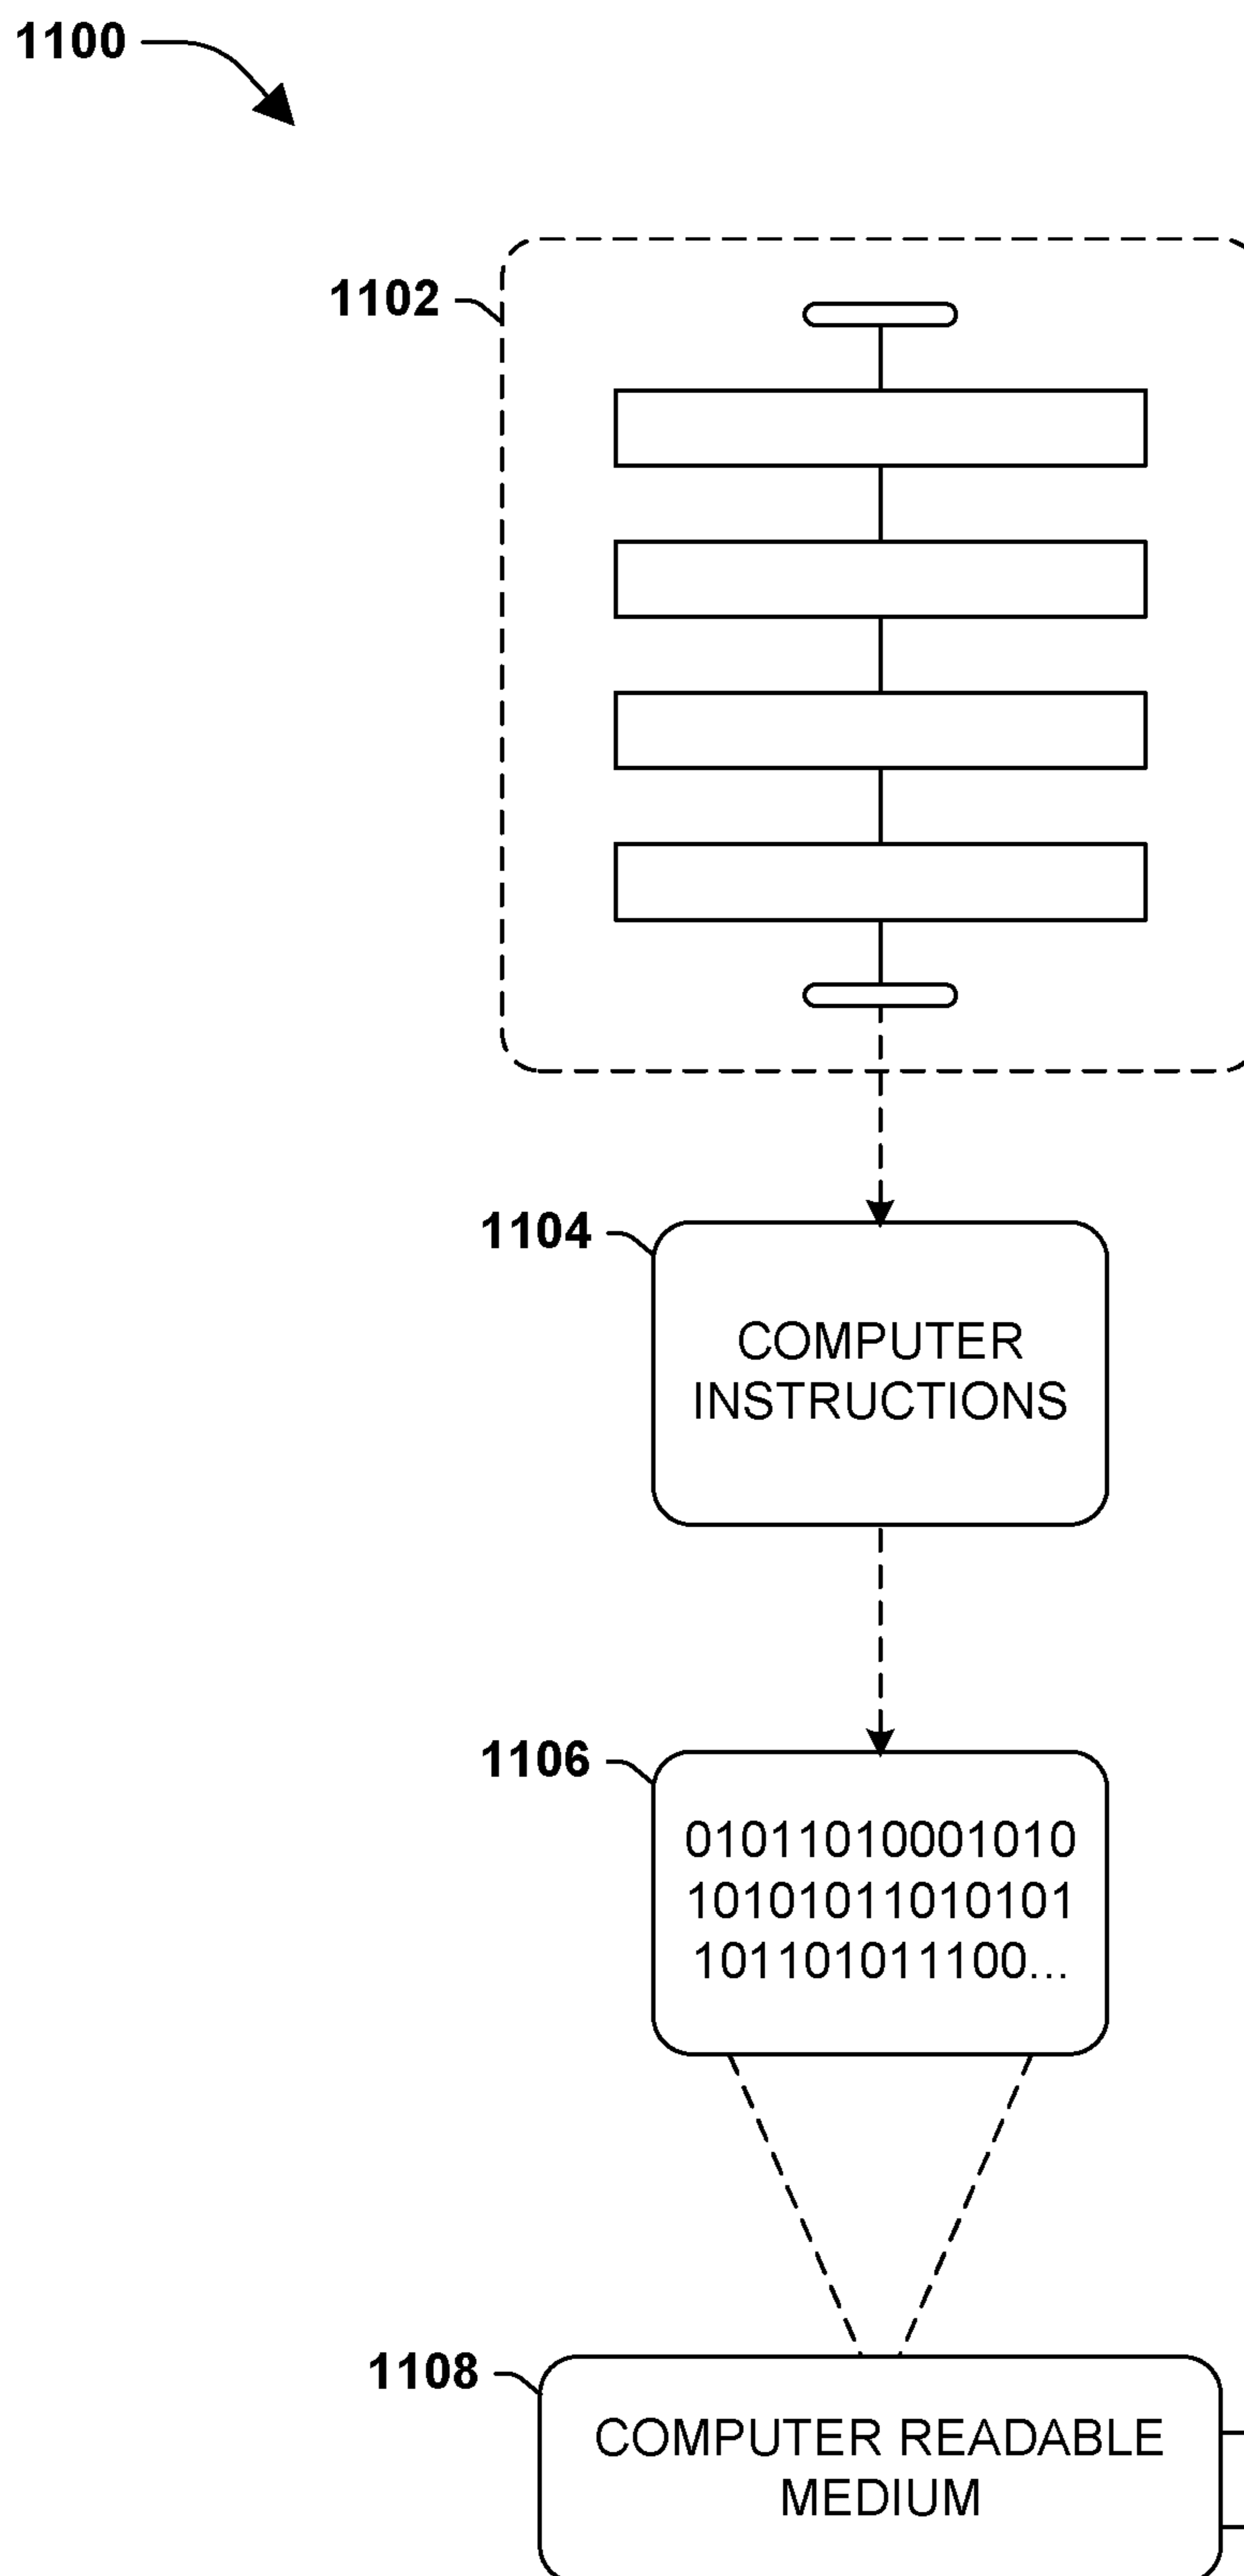 1100
1102
1104
COMPUTER
INSTRUCTIONS
1106
01011010001010
10101011010101
101101011100...
1108
COMPUTER READABLE
MEDIUM